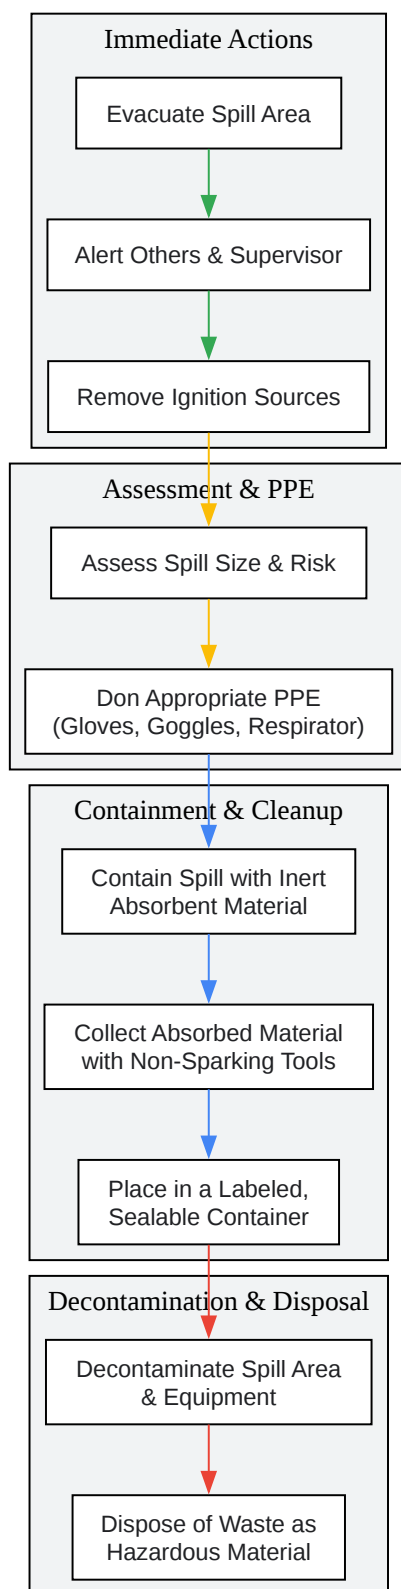 Immediate Actions
Evacuate Spill Area
Alert Others & Supervisor
Remove Ignition Sources
Assessment & PPE
Assess Spill Size & Risk
Don Appropriate PPE
(Gloves, Goggles, Respirator)
Containment & Cleanup
Contain Spill with Inert
Absorbent Material
Collect Absorbed Material
with Non-Sparking Tools
Place in a Labeled,
Sealable Container
Decontamination & Disposal
Decontaminate Spill Area
& Equipment
Dispose of Waste as
Hazardous Material